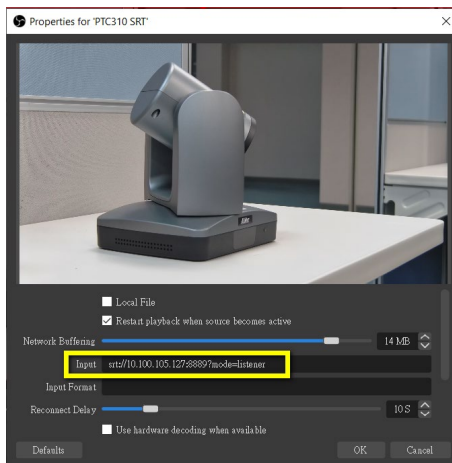 Properties for 'PTC310 SRT'
AVer
Local File
Restart playback when source becomes active
Network Buffering 14 MB
Input srt://10.100.105.127:8889?mode=listener
Input Format
Reconnect Delay 10 S
Use hardware decoding when available
Defaults OK Cancel